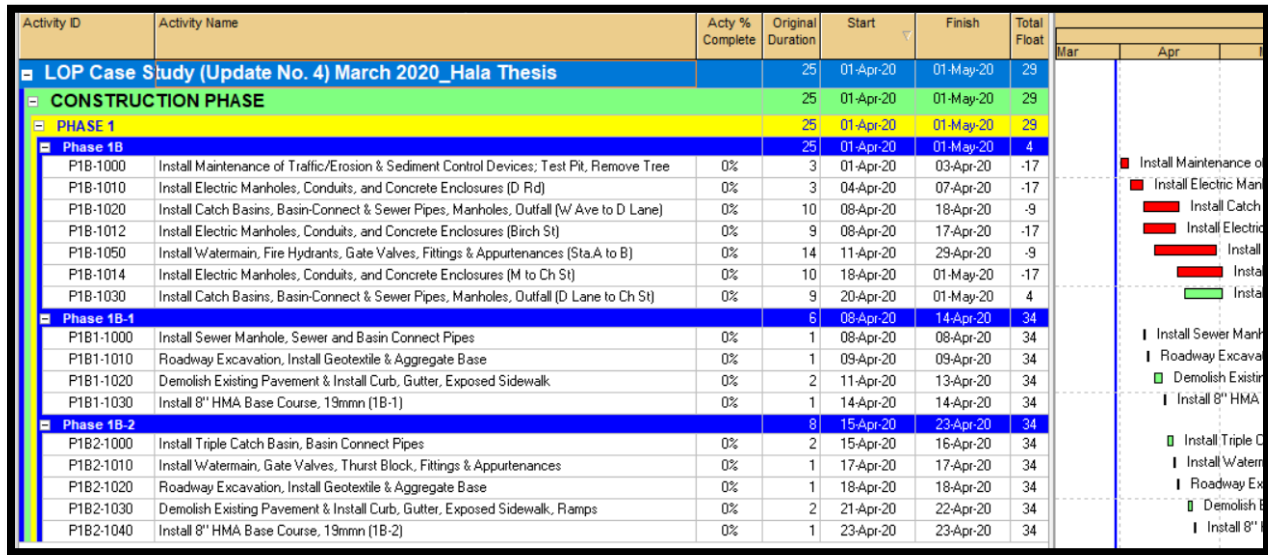 Activity ID Activity Name Acty % Complete Original Duration Start Finish Total Float
Mar Apr
LOP Case Study (Update No. 4) March 2020_Hala Thesis 25 01-Apr-20 01-May-20 29
CONSTRUCTION PHASE 25 01-Apr-20 01-May-20 29
PHASE 1 25 01-Apr-20 01-May-20 29
Phase 1B 25 01-Apr-20 01-May-20 4
P1B-1000 Install Maintenance of Traffic/Erosion & Sediment Control Devices; Test Pit, Remove Tree 0% 3 01-Apr-20 03-Apr-20 -17 Install Maintenance
P1B-1010 Install Electric Manholes, Conduits, and Concrete Enclosures (D Rd) 0% 3 04-Apr-20 07-Apr-20 -17 Install Electric
P1B-1020 Install Catch Basins, Basin-Connect & Sewer Pipes, Manholes, Outfall (W Ave to D Lane) 0% 10 08-Apr-20 18-Apr-20 -9 Install Catch
P1B-1012 Install Electric Manholes, Conduits, and Concrete Enclosures (Birch St) 0% 9 08-Apr-20 17-Apr-20 -17 Install
P1B-1050 Install Watermain, Fire Hydrants, Gate Valves, Fittings & Appurtenances (Sta.A to B) 0% 14 11-Apr-20 29-Apr-20 -9 Install
P1B-1014 Install Electric Manholes, Conduits, and Concrete Enclosures (M to Ch St) 0% 10 18-Apr-20 01-May-20 -17
P1B-1030 Install Catch Basins, Basin-Connect & Sewer Pipes, Manholes, Outfall (D Lane to Ch St) 0% 9 20-Apr-20 01-May-20 4
Phase 1B-1 6 08-Apr-20 14-Apr-20 34
P1B1-1000 Install Sewer Manhole, Sewer and Basin Connect Pipes 0% 1 08-Apr-20 08-Apr-20 34 Install Sewer
P1B1-1010 Roadway Excavation, Install Geotextile & Aggregate Base 0% 1 09-Apr-20 09-Apr-20 34 Roadway
P1B1-1020 Demolish Existing Pavement & Install Curb, Gutter, Exposed Sidewalk 0% 2 11-Apr-20 13-Apr-20 34 Demolish
P1B1-1030 Install 8" HMA Base Course, 19mmn (1B-1) 0% 1 14-Apr-20 14-Apr-20 34 Install 8" HMA
Phase 1B-2 8 15-Apr-20 23-Apr-20 34
P1B2-1000 Install Triple Catch Basin, Basin Connect Pipes 0% 2 15-Apr-20 16-Apr-20 34 Install Triple
P1B2-1010 Install Watermain, Gate Valves, Thurst Block, Fittings & Appurtenances 0% 1 17-Apr-20 17-Apr-20 34 Install
P1B2-1020 Roadway Excavation, Install Geotextile & Aggregate Base 0% 1 18-Apr-20 18-Apr-20 34 Roadway
P1B2-1030 Demolish Existing Pavement & Install Curb, Gutter, Exposed Sidewalk, Ramps 0% 2 21-Apr-20 22-Apr-20 34 Demolish
P1B2-1040 Install 8" HMA Base Course, 19mmn (1B-2) 0% 1 23-Apr-20 23-Apr-20 34 Install 8"